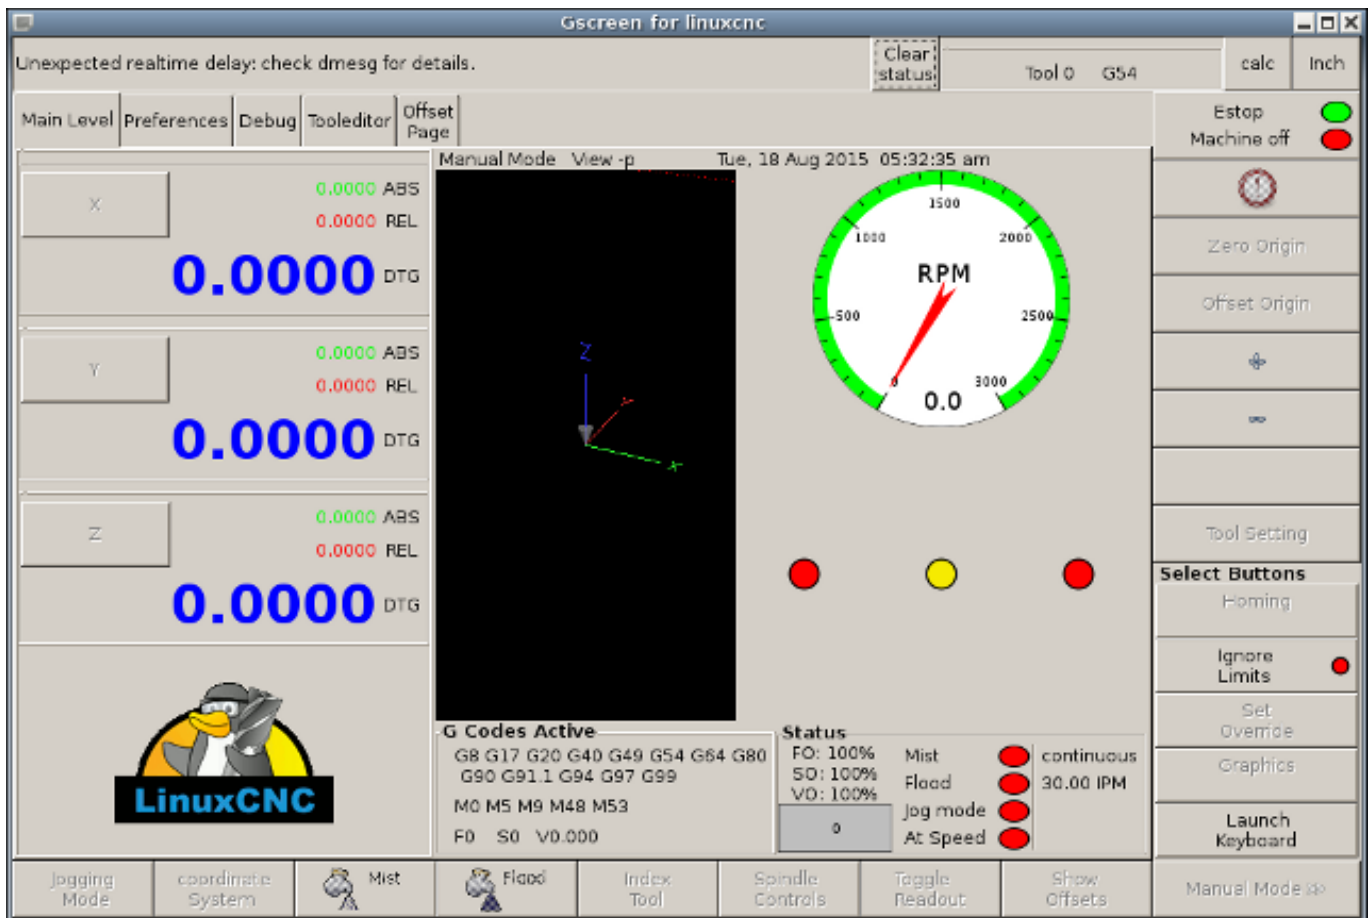 Gscreen for linuxcnc
Unexpected realtime delay: check dmesg for details.
Clear
status
Tool 0 G54
calc
Inch
Main Level
Preferences
Debug
Tooleditor
Offset
Page
Estop
Machine off
Manual Mode View -p Tue, 18 Aug 2015 05:32:35 am
X
0.0000 ABS
0.0000 REL
0.0000 DTG
Y
0.0000 ABS
0.0000 REL
0.0000 DTG
Z
0.0000 ABS
0.0000 REL
0.0000 DTG
LinuxCNC
Z
Y
X
1500
1000
2000
RPM
500
2500
0
3000
0.0
G Codes Active
G8 G17 G20 G40 G49 G54 G64 G80
G90 G91.1 G94 G97 G99
M0 M5 M9 M48 M53
F0 S0 V0.000
Status
FO: 100%
SO: 100%
VO: 100%
0
Mist
Flood
Jog mode
At Speed
continuous
30.00 IPM
Zero Origin
Offset Origin
Tool Setting
Select Buttons
Homing
Ignore
Limits
Set
Override
Graphics
Launch
Keyboard
Jogging
Mode
coordinate
System
Mist
Flood
Index
Tool
Spindle
Controls
Toggle
Readout
Show
Offsets
Manual Mode